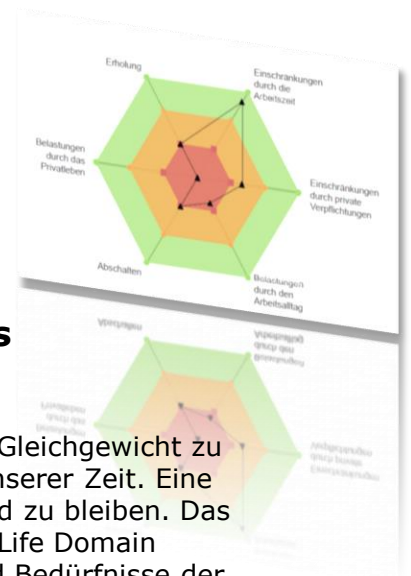 Erholung
Einschränkungen
durch die
Arbeitszeit
Belastungen
durch das
Privatleben
Einschränkungen
durch private
Verpflichtungen
Abschalten
Belastungen
durch den
Arbeitsalltag
s
Gleichgewicht zu
nserer Zeit. Eine
d zu bleiben. Das
Life Domain
d Bedürfnisse der